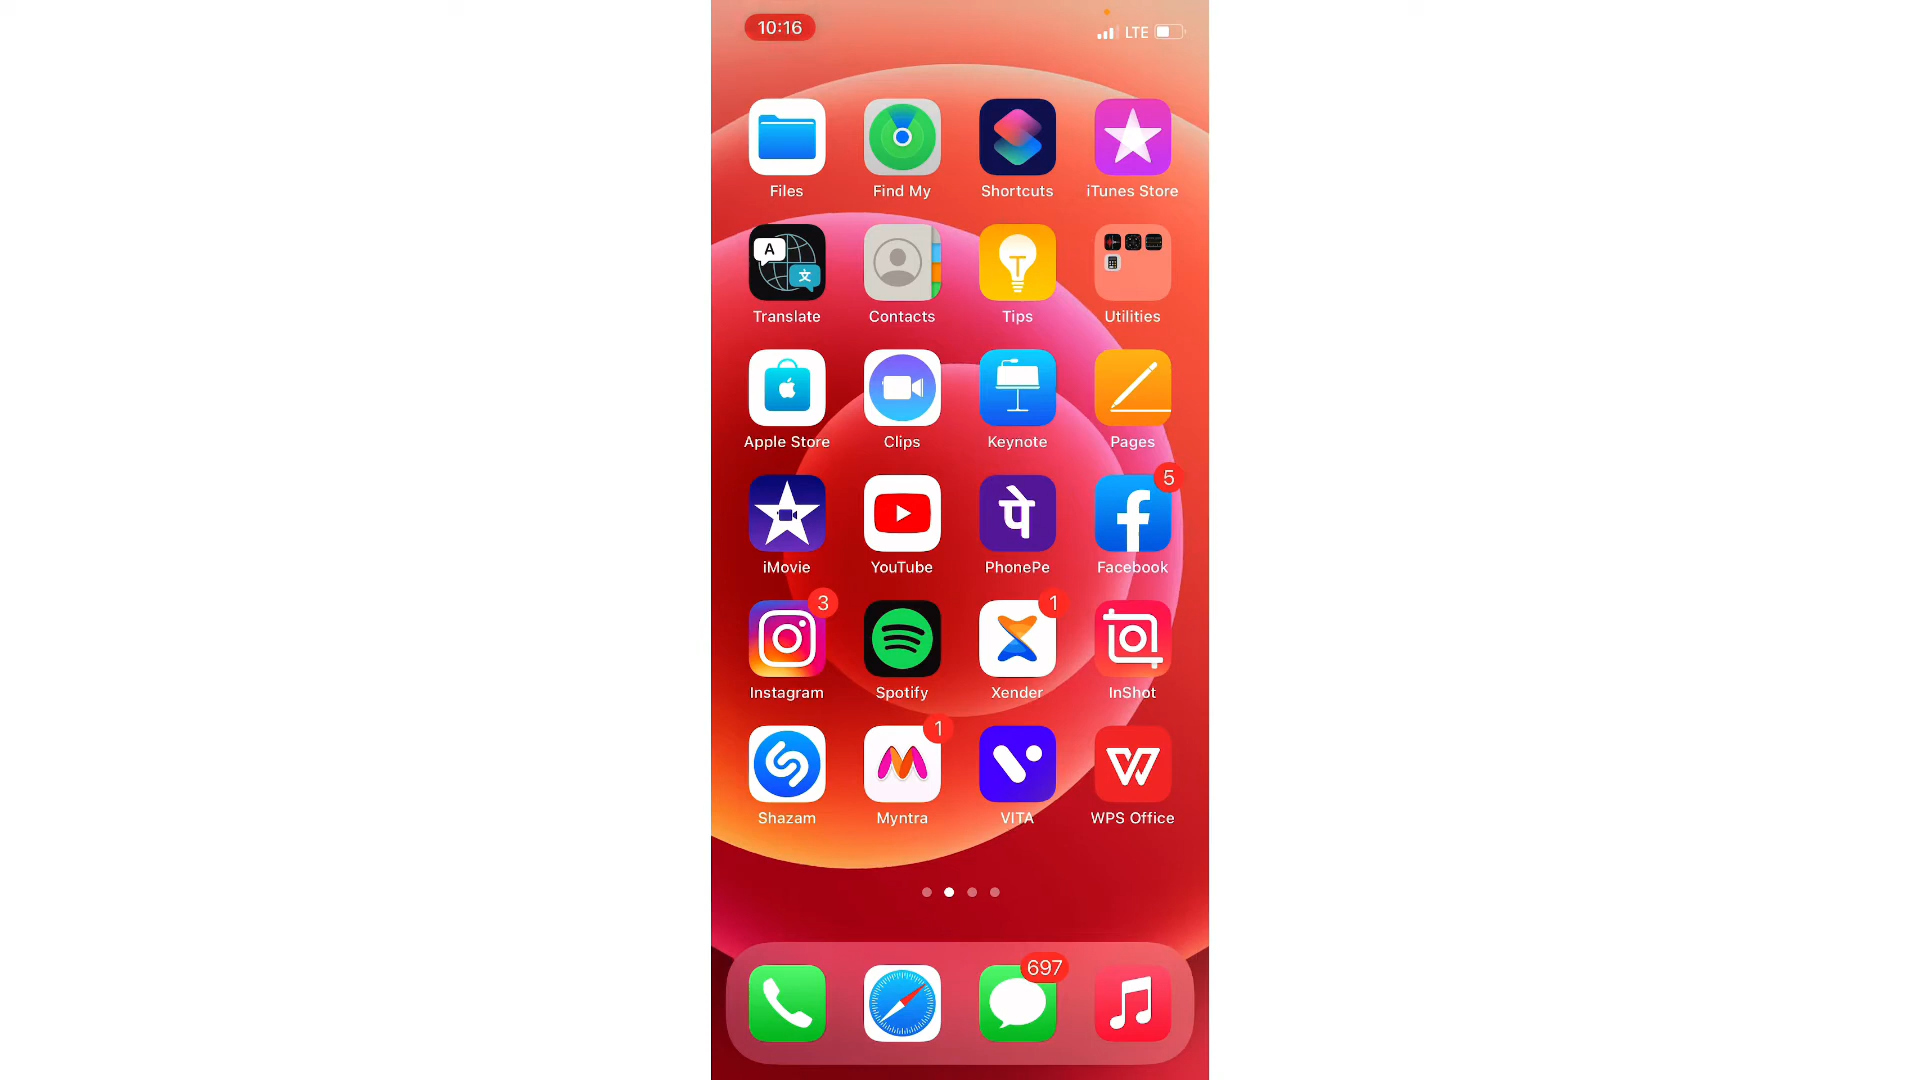 10:16
LTE
Files Find My Shortcuts iTunes Store
A
文
T
Translate Contacts Tips Utilities
Apple Store Clips Keynote Pages
5
पे
iMovie YouTube PhonePe Facebook
3
1
Instagram Spotify Xender InShot
1
Shazam Myntra VITA WPS Office
697